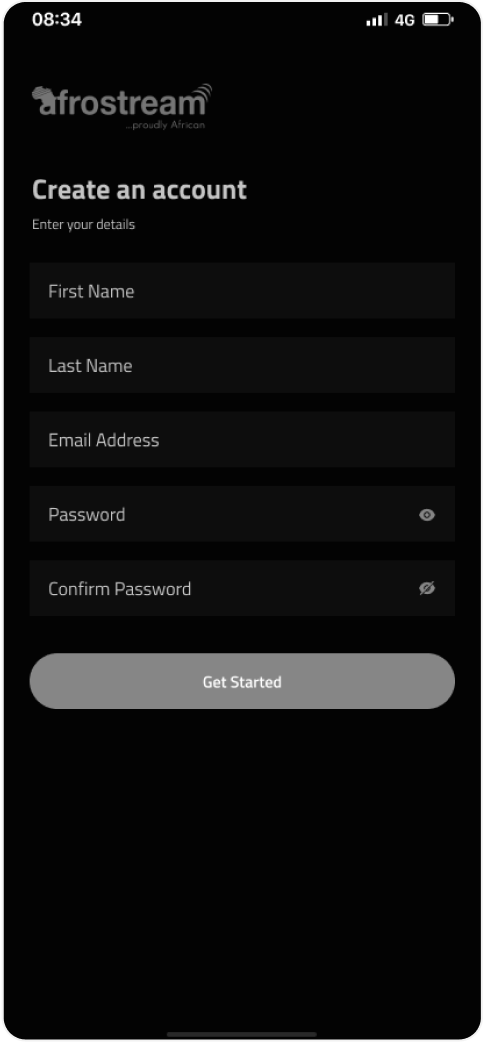 08:34
4G
afrostream
...proudly African
Create an account
Enter your details
First Name
Last Name
Email Address
Password
Confirm Password
Get Started